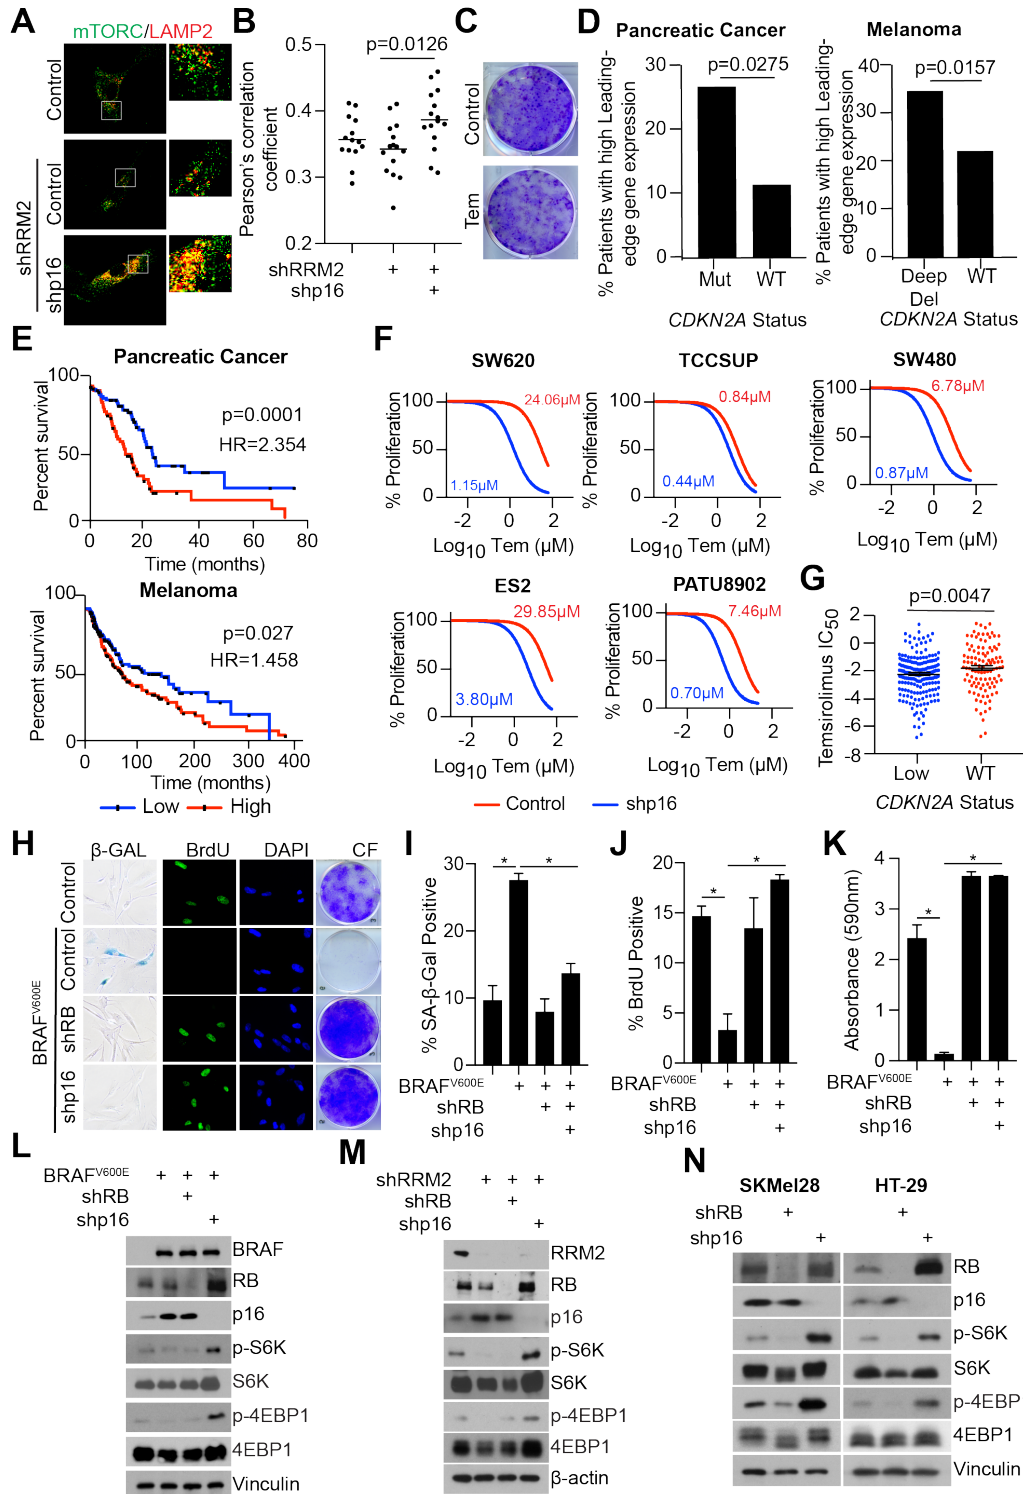 A
mTORC/LAMP2
Control
Control
shp16
shRRM2
B
p=0.0126
Pearson's correlation
coefficient
0.5
0.4
0.3
0.2
shRRM2 + +
shp16 +
C
Control
Tem
D
Pancreatic Cancer
p=0.0275
% Patients with high Leading-
edge gene expression
30
20
10
0
Mut WT
CDKN2A Status
Melanoma
p=0.0157
% Patients with high Leading-
edge gene expression
40
30
20
10
0
Deep WT
Del
CDKN2A Status
E
Pancreatic Cancer
Percent survival
100
50
0
p=0.0001
HR=2.354
0 20 40 60 80
Time (months)
Melanoma
Percent survival
100
50
0
p=0.027
HR=1.458
0 100 200 300 400
Time (months)
Low High
F
SW620
% Proliferation
100
50
0
24.06µM
1.15µM
-2 0 2
Log10 Tem (µM)
TCCSUP
% Proliferation
100
50
0
0.84µM
0.44µM
-2 0 2
Log10 Tem (µM)
SW480
% Proliferation
100
50
0
6.78µM
0.87µM
-2 0 2
Log10 Tem (µM)
ES2
% Proliferation
100
50
0
29.85µM
3.80µM
-2 0 2
Log10 Tem (µM)
PATU8902
% Proliferation
100
50
0
7.46µM
0.70µM
-2 0 2
Log10 Tem (µM)
Control shp16
G
p=0.0047
Temsirolimus IC50
2
0
-2
-4
-6
-8
Low WT
CDKN2A Status
H
β-GAL BrdU DAPI CF
Control
Control
shRB
shp16
BRAFV600E
I
% SA-β-Gal Positive
30
20
10
0
* *
BRAFV600E + + +
shRB + +
shp16 +
J
% BrdU Positive
20
15
10
5
0
* *
BRAFV600E + + +
shRB + +
shp16 +
K
Absorbance (590nm)
4
3
2
1
0
* *
BRAFV600E + + +
shRB + +
shp16 +
L
BRAFV600E + + +
shRB +
shp16 +
BRAF
RB
p16
p-S6K
S6K
p-4EBP1
4EBP1
Vinculin
M
shRRM2 + + +
shRB +
shp16 +
RRM2
RB
p16
p-S6K
S6K
p-4EBP1
4EBP1
β-actin
N
SKMel28 HT-29
shRB + +
shp16 + +
RB
p16
p-S6K
S6K
p-4EBP
4EBP1
Vinculin